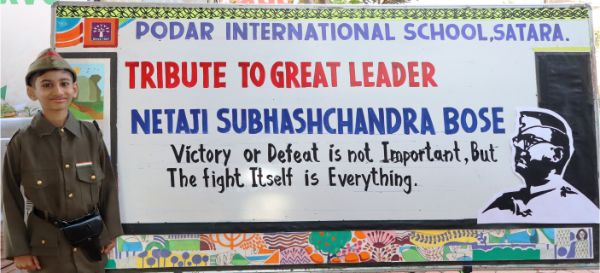 PODAR INTERNATIONAL SCHOOL, SATARA.
TRIBUTE TO GREAT LEADER
NETAJI SUBHASHCHANDRA BOSE
Victory or Defeat is not Important, But
The fight Itself is Everything.